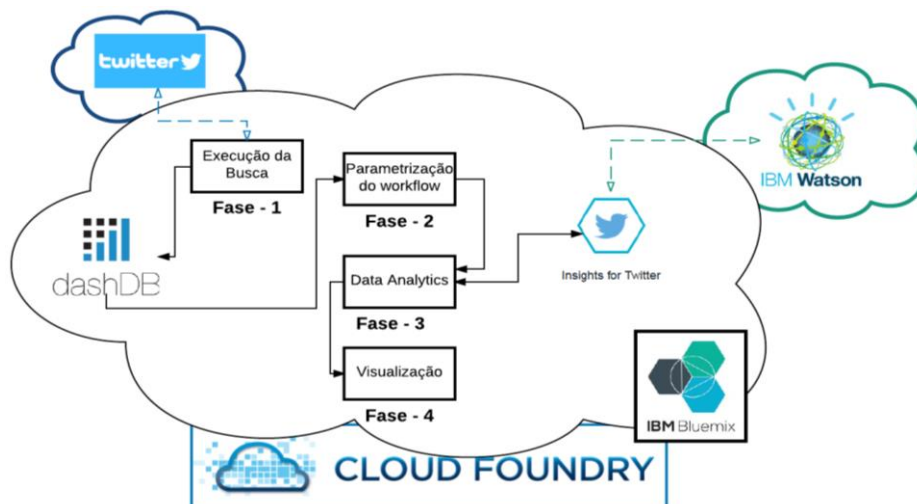 twitter
Execução da
Busca
Fase - 1
Parametrização
do workflow
Fase - 2
IBM Watson
dashDB
Insights for Twitter
Data Analytics
Fase - 3
Visualização
Fase - 4
IBM Bluemix
CLOUD FOUNDRY